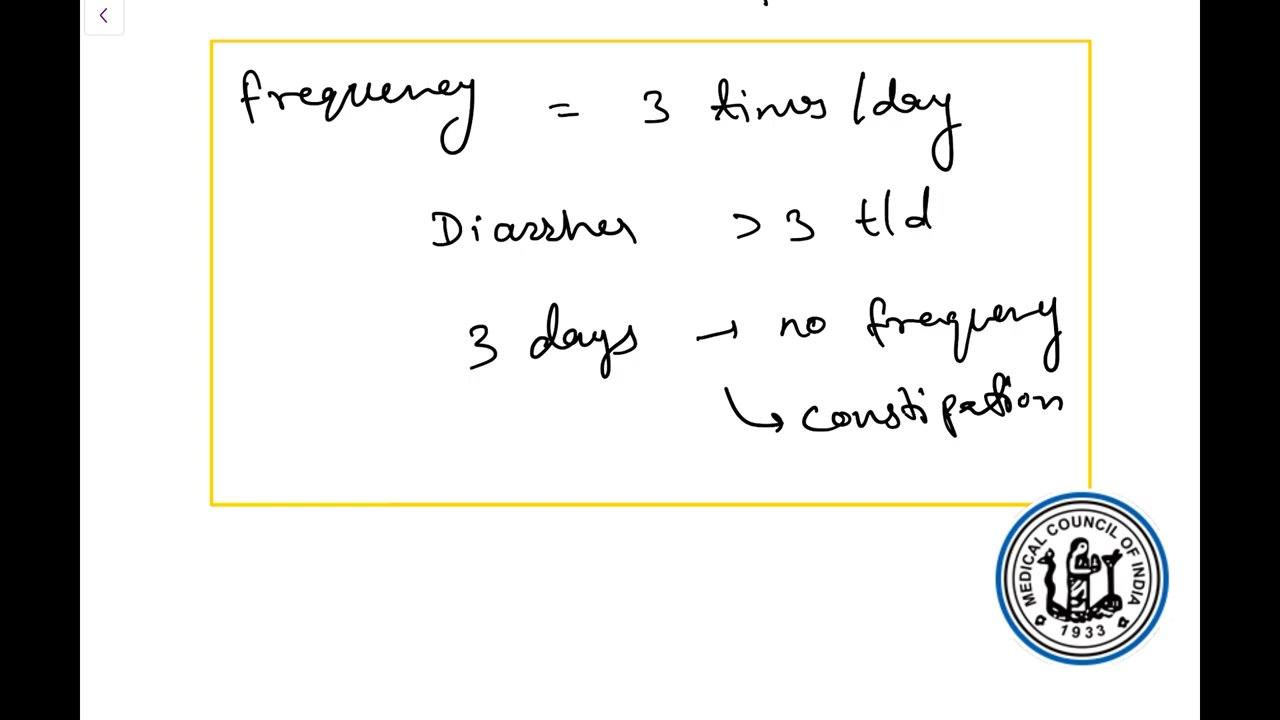 frequency = 3 times /day
Diarrhea > 3 t/d
3 days → no frequency
↳ constipation
MEDICAL COUNCIL OF INDIA
1933